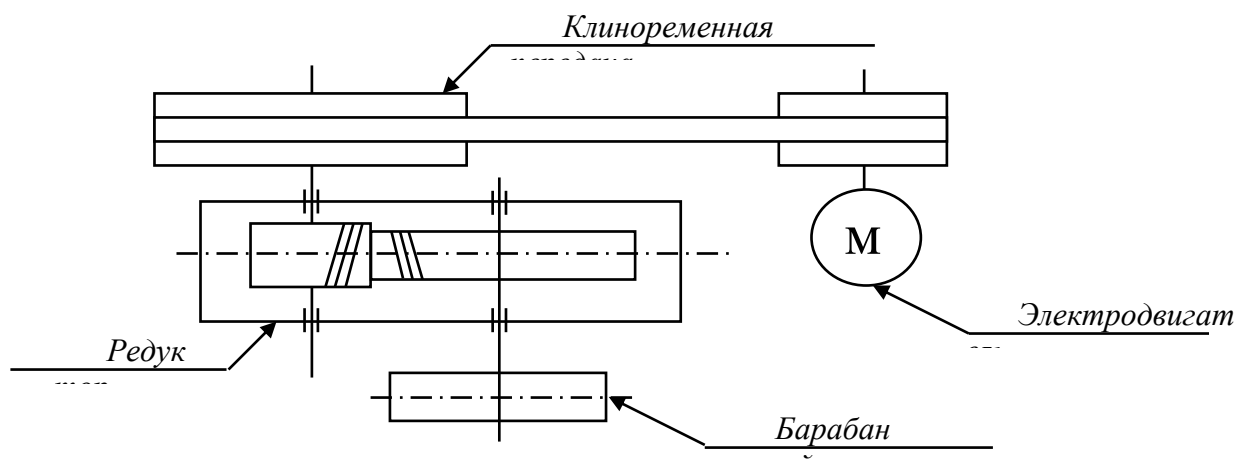 Клиноременная
М
Электродвигат
Редук
Барабан